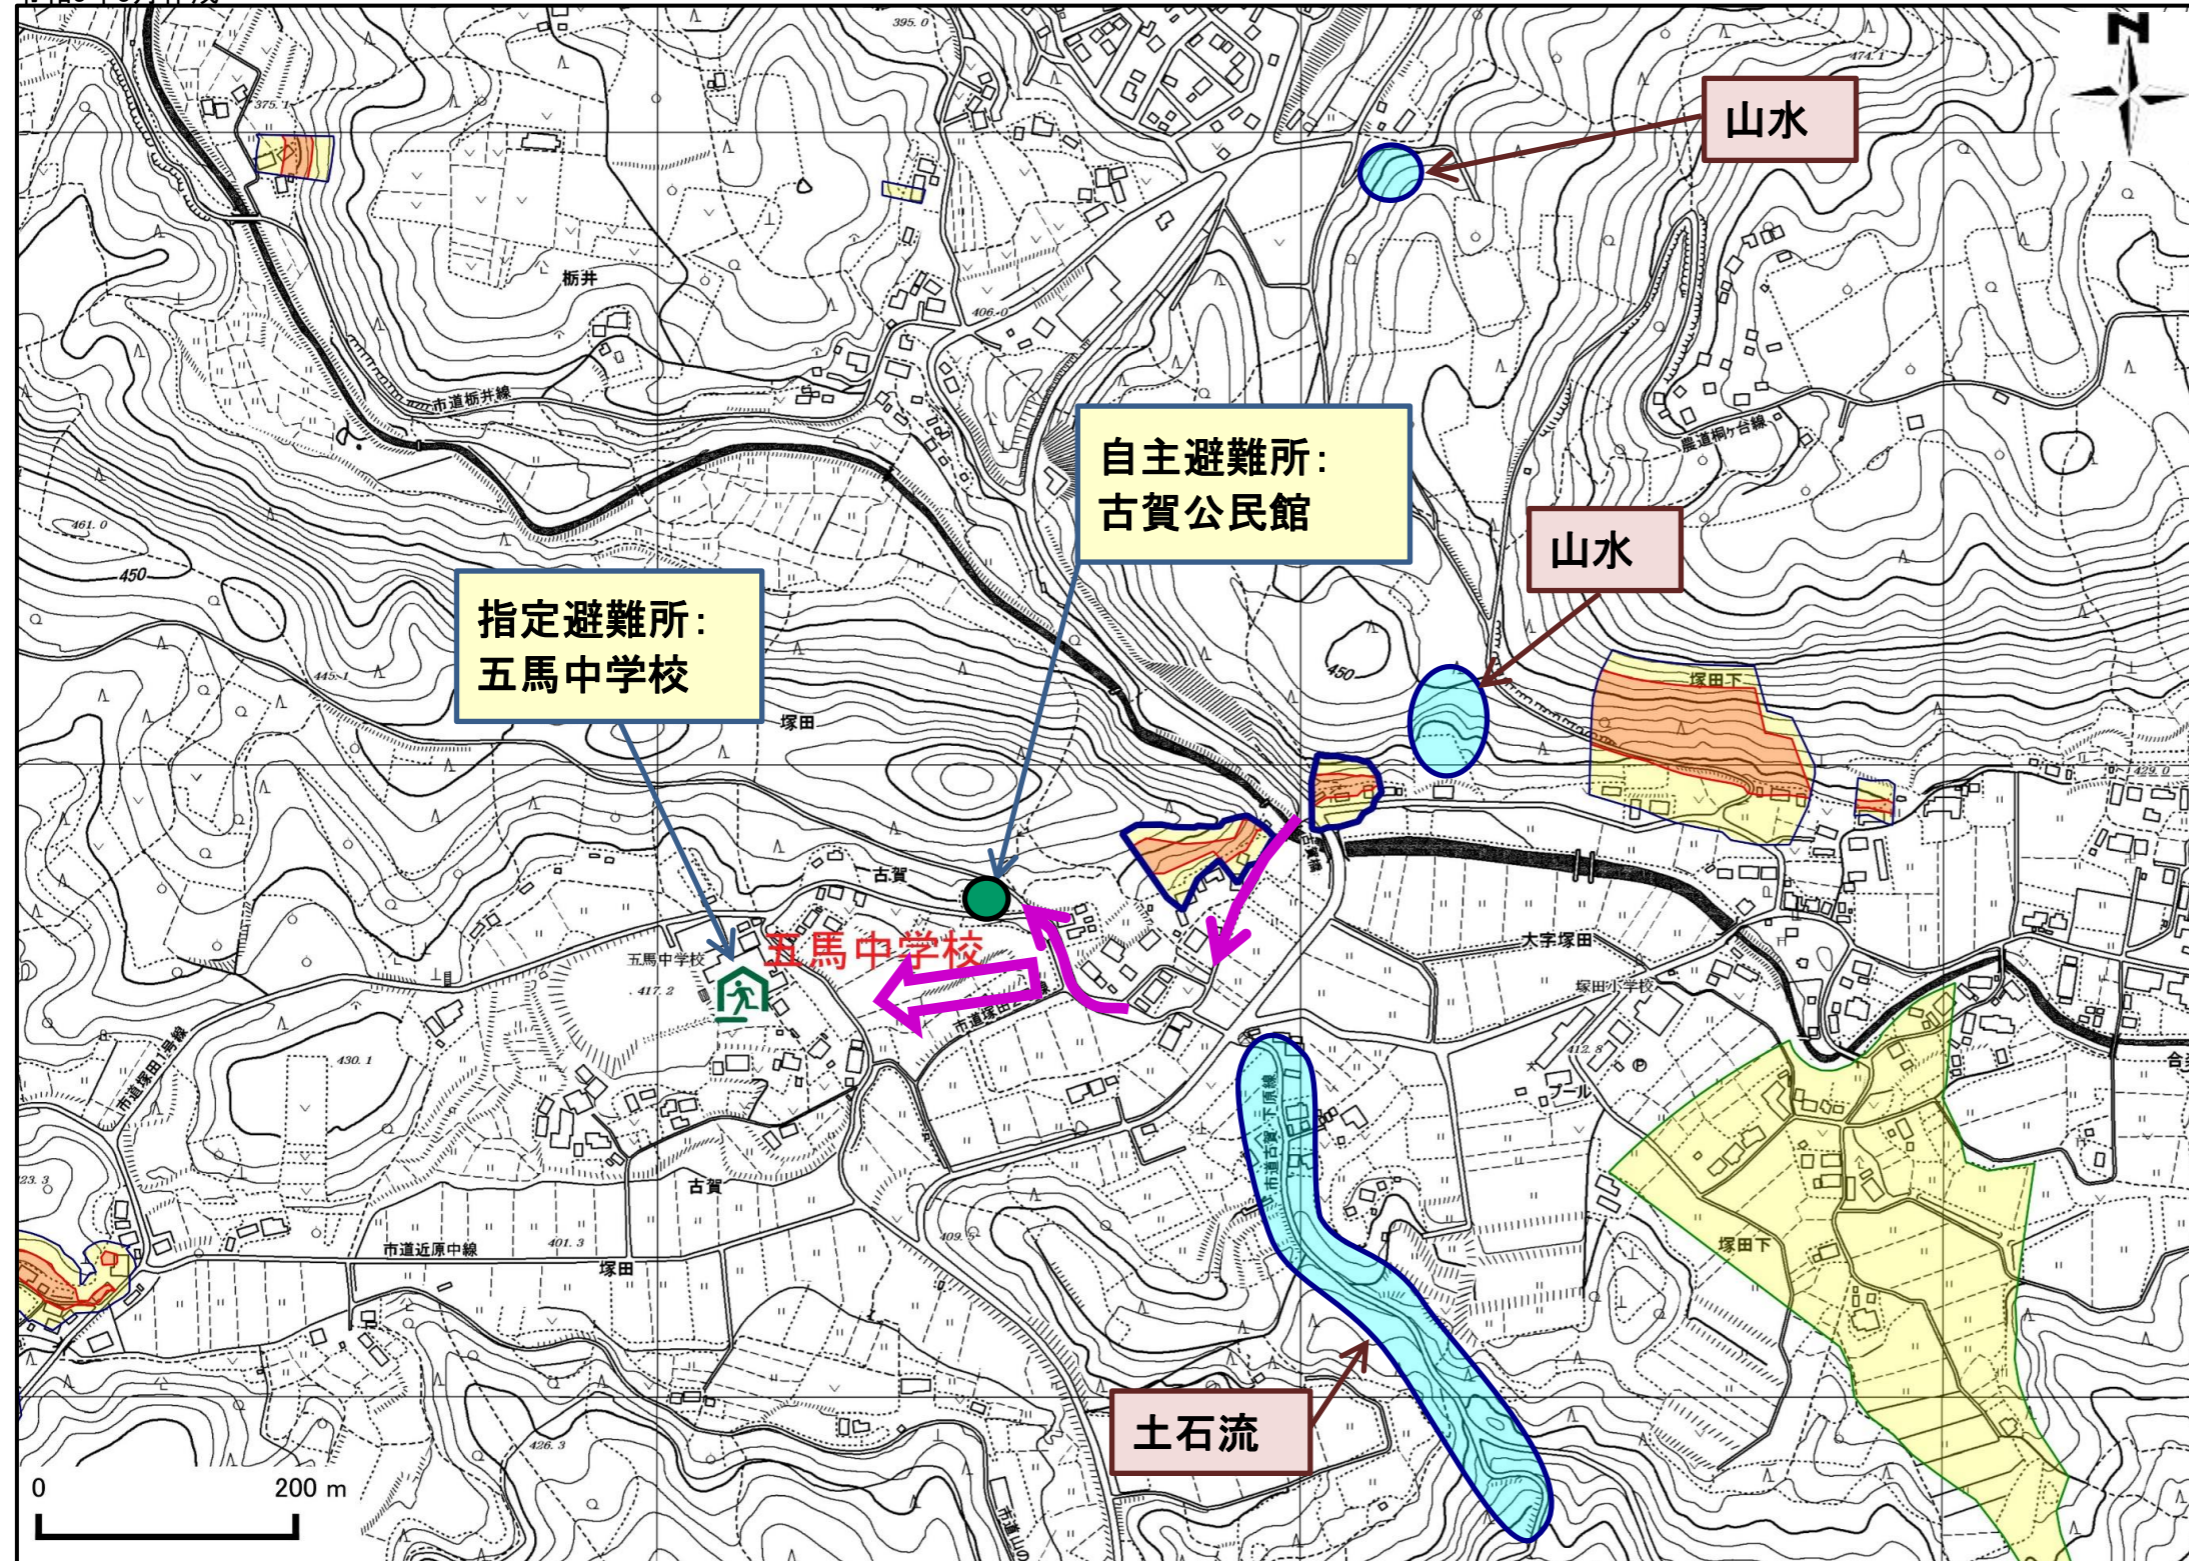 395.0
474.1
N
375.1
山水
栃井
406.0
市道栃井線
農道桐ヶ台線
自主避難所：
古賀公民館
461.0
山水
450
指定避難所：
五馬中学校
450
445.1
塚田下
塚田
429.0
古賀
五馬中学校
五馬中学校
大字塚田
417.2
塚田小学校
412.8
P
プール
430.1
市道塚田1号線
市道古賀・下原線
古賀
409.5
塚田下
市道近原中線
401.3
塚田
土石流
426.3
0
200 m